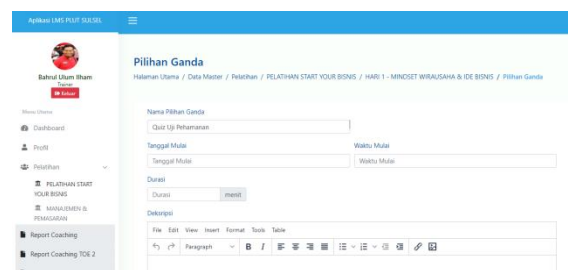 Aplikasi LMS PLUT SULSEL
Bahrul Ulum Ilham
Trainer
Keluar
Menu Utama
Dashboard
Profil
Pelatihan
PELATIHAN START
YOUR BISNIS
MANAJEMEN &
PEMASARAN
Report Coaching
Report Coaching TOE 2
Pilihan Ganda
Halaman Utama / Data Master / Pelatihan / PELATIHAN START YOUR BISNIS / HARI 1 - MINDSET WIRAUSAHA & IDE BISNIS / Pilihan Ganda
Nama Pilihan Ganda
Quiz Uji Pehamanan
Tanggal Mulai Waktu Mulai
Tanggal Mulai Waktu Mulai
Durasi
Durasi menit
Dekoripsi
File Edit View Insert Format Tools Table
Paragraph B I